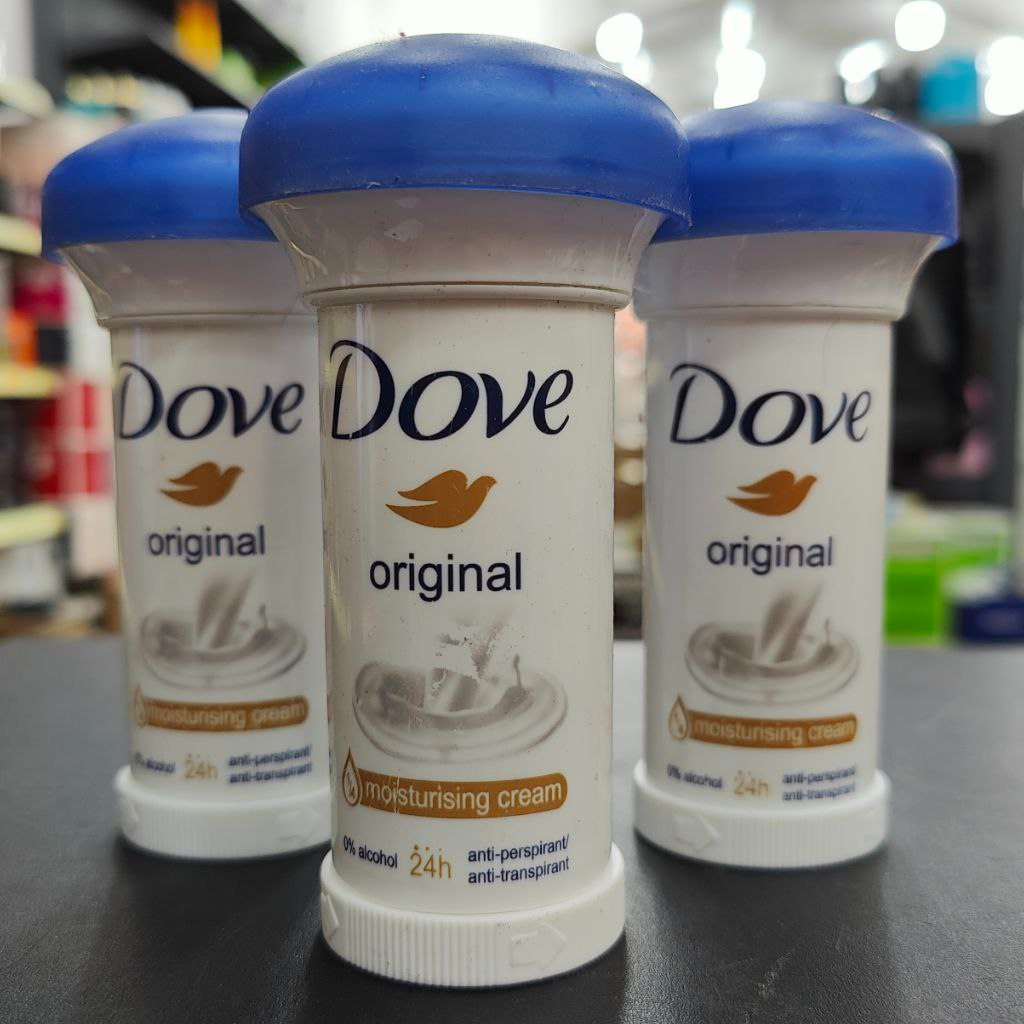 Dove
original
moisturising cream
0% alcohol 24h anti-perspirant/
anti-transpirant
Dove
original
moisturising cream
0% alcohol 24h anti-perspirant/
anti-transpirant
Dove
original
moisturising cream
0% alcohol 24h anti-perspirant/
anti-transpirant